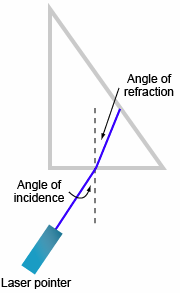 Angle of
refraction
Angle of
incidence
Laser pointer